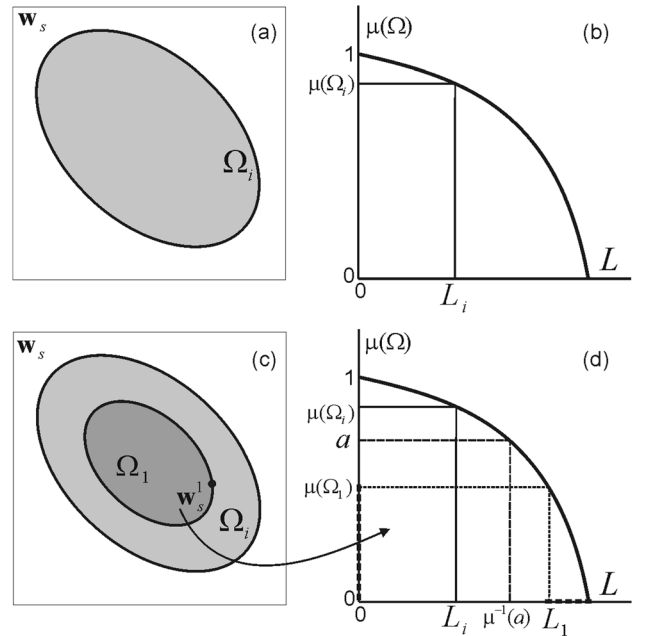 w_s (a)
Ω_i
μ(Ω) (b)
1
μ(Ω_i)
0
0 L_i L
w_s (c)
Ω_1
w_s^1
Ω_i
μ(Ω) (d)
1
μ(Ω_i)
a
μ(Ω_1)
0
0 L_i μ^{-1}(a) L_1 L